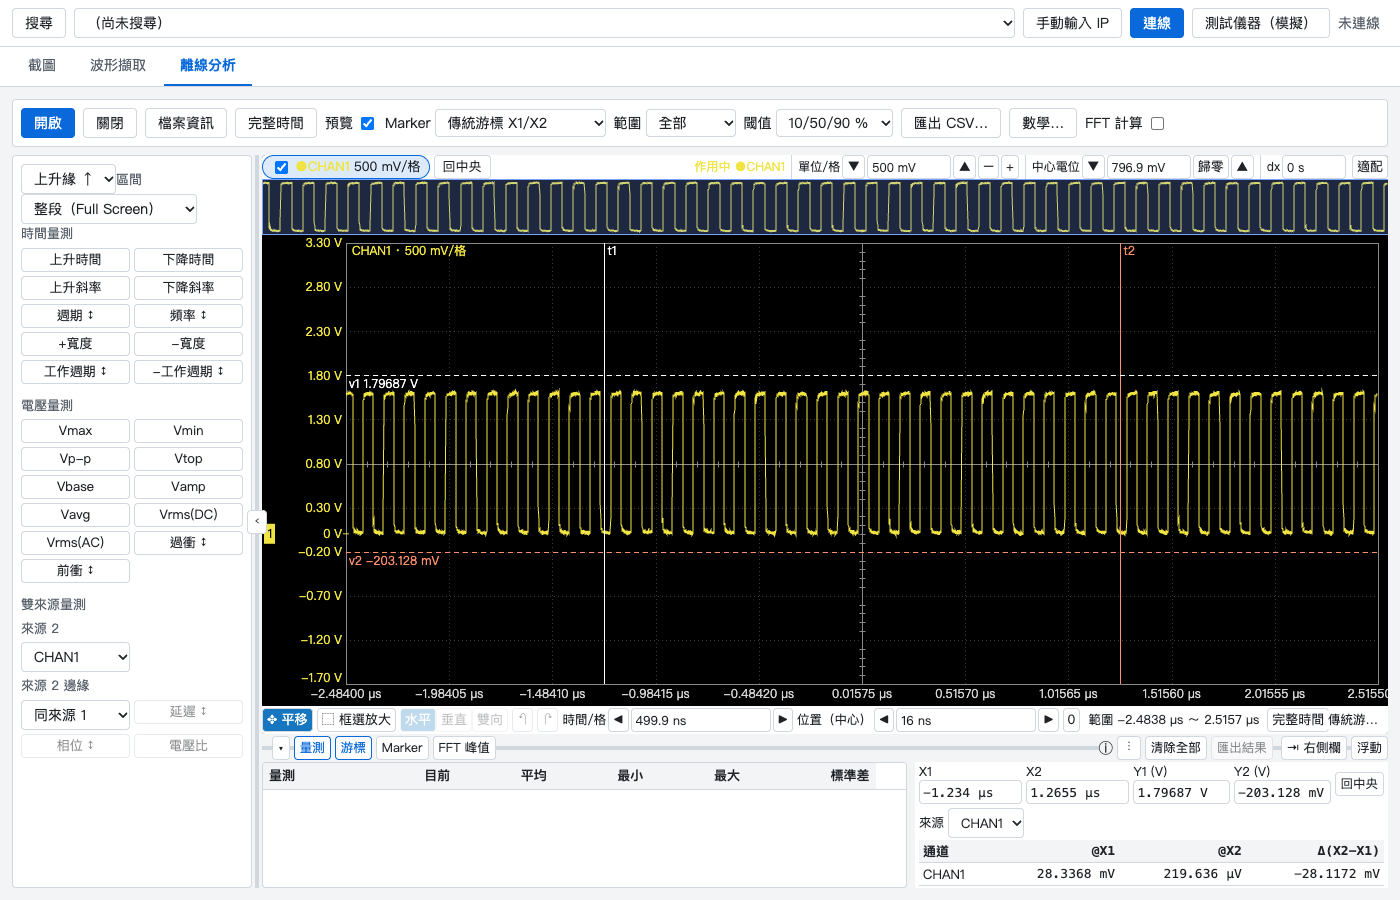 搜尋 (尚未搜尋) 手動輸入 IP 連線 測試儀器（模擬） 未連線
截圖 波形擷取 離線分析
開啟 關閉 檔案資訊 完整時間 預覽 Marker 傳統游標 X1/X2 範圍 全部 閾值 10/50/90 % 匯出 CSV... 數學... FFT 計算
上升緣 ↑ 區間
整段（Full Screen）
時間量測
上升時間 下降時間
上升斜率 下降斜率
週期 ↕ 頻率 ↕
+寬度 −寬度
工作週期 ↕ −工作週期 ↕
電壓量測
Vmax Vmin
Vp-p Vtop
Vbase Vamp
Vavg Vrms(DC)
Vrms(AC) 過衝 ↕
前衝 ↕
雙來源量測
來源 2
CHAN1
來源 2 邊緣
同來源 1 延遲 ↕
相位 ↕ 電壓比
CHAN1 500 mV/格 回中央 作用中 CHAN1 單位/格 ▼ 500 mV ▲ − + 中心電位 ▼ 796.9 mV 歸零 ▲ dx 0 s 適配
CHAN1 · 500 mV/格 t1 t2
3.30 V
2.80 V
2.30 V
1.80 V
v1 1.79687 V
1.30 V
0.80 V
0.30 V
1 0 V
−0.20 V
v2 −203.128 mV
−0.70 V
−1.20 V
−1.70 V
−2.48400 µs −1.98405 µs −1.48410 µs −0.98415 µs −0.48420 µs 0.01575 µs 0.51570 µs 1.01565 µs 1.51560 µs 2.01555 µs 2.51550
✥ 平移 框選放大 水平 垂直 雙向 時間/格 ◀ 499.9 ns ▶ 位置（中心） ◀ 16 ns ▶ 0 範圍 −2.4838 µs ～ 2.5157 µs 完整時間 傳統游...
量測 游標 Marker FFT 峰值 ⓘ ⋮ 清除全部 匯出結果 ⇥ 右側欄 浮動
量測 目前 平均 最小 最大 標準差
X1 X2 Y1 (V) Y2 (V)
−1.234 µs 1.2655 µs 1.79687 V −203.128 mV 回中央
來源 CHAN1
通道 @X1 @X2 Δ(X2−X1)
CHAN1 28.3368 mV 219.636 µV −28.1172 mV